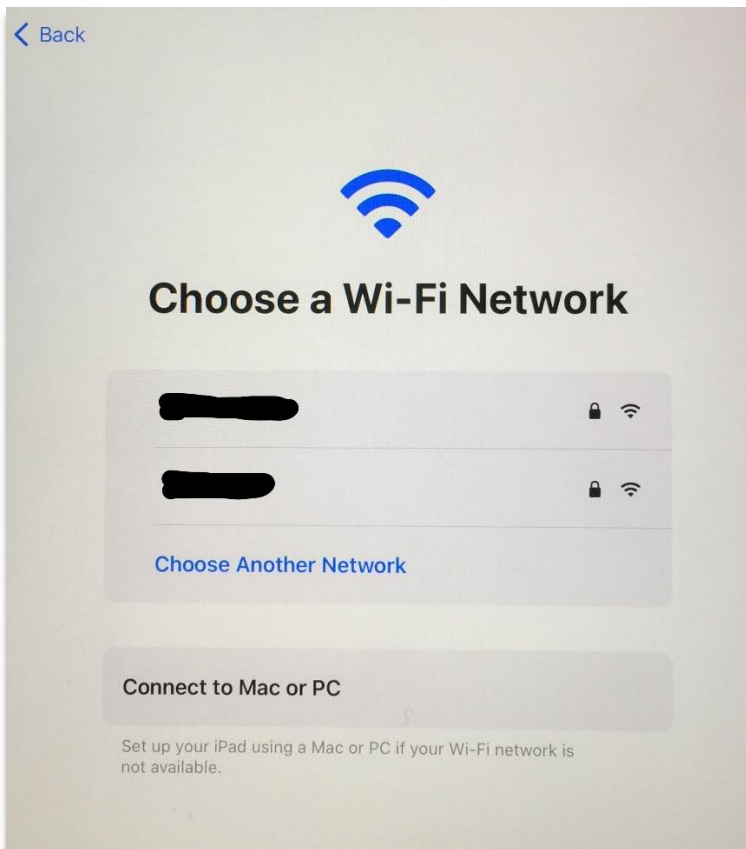 Back
Choose a Wi-Fi Network
Choose Another Network
Connect to Mac or PC
Set up your iPad using a Mac or PC if your Wi-Fi network is
not available.